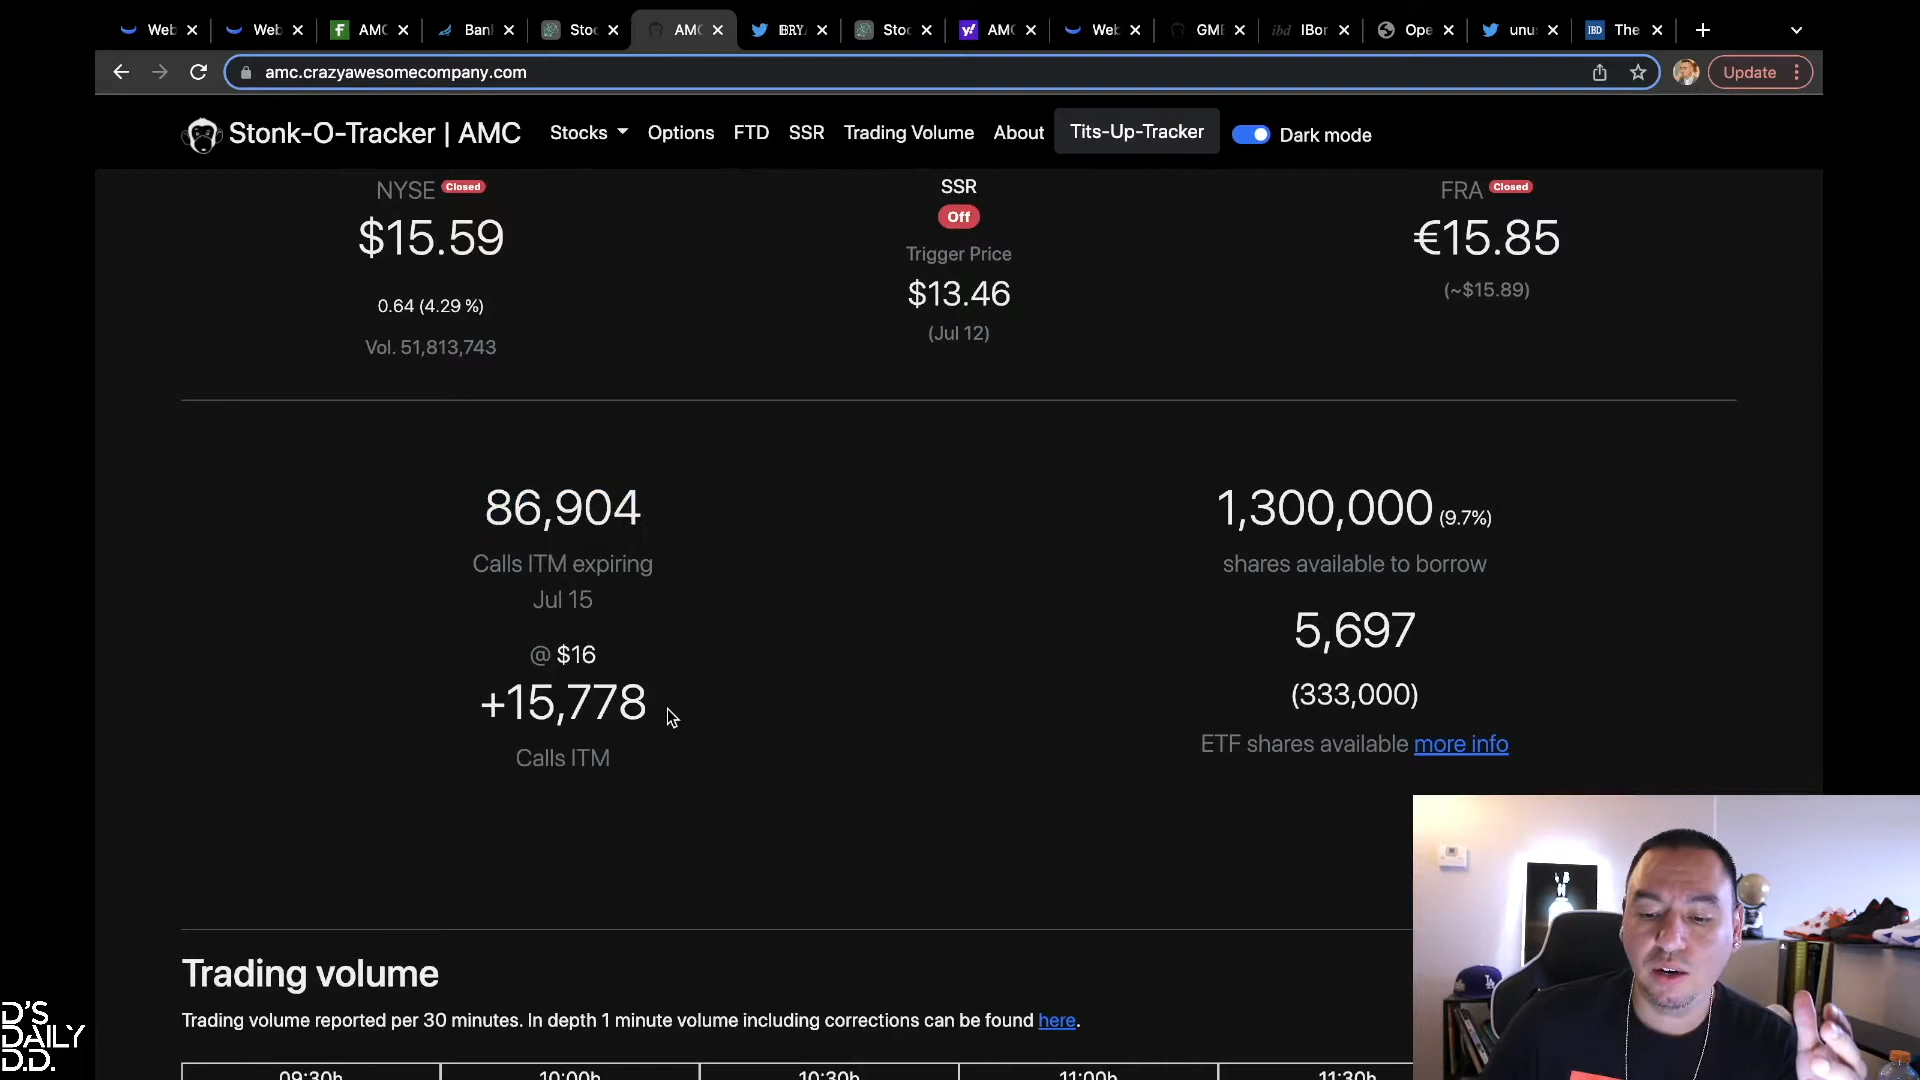 Web
Web
AMC
Bank
Stoc
AMC
BRY
Stoc
AMC
Web
GM
IBor
Ope
unu
The
amc.crazyawesomecompany.com
Update
Stonk-O-Tracker | AMC
Stocks
Options
FTD
SSR
Trading Volume
About
Tits-Up-Tracker
Dark mode
NYSE Closed
$15.59
0.64 (4.29 %)
Vol. 51,813,743
SSR
Off
Trigger Price
$13.46
(Jul 12)
FRA Closed
€15.85
(~$15.89)
86,904
Calls ITM expiring
Jul 15
@ $16
+15,778
Calls ITM
1,300,000 (9.7%)
shares available to borrow
5,697
(333,000)
ETF shares available more info
Trading volume
Trading volume reported per 30 minutes. In depth 1 minute volume including corrections can be found here.
09:30h
10:00h
10:30h
11:00h
11:30h
D'S
DAILY
D.D.